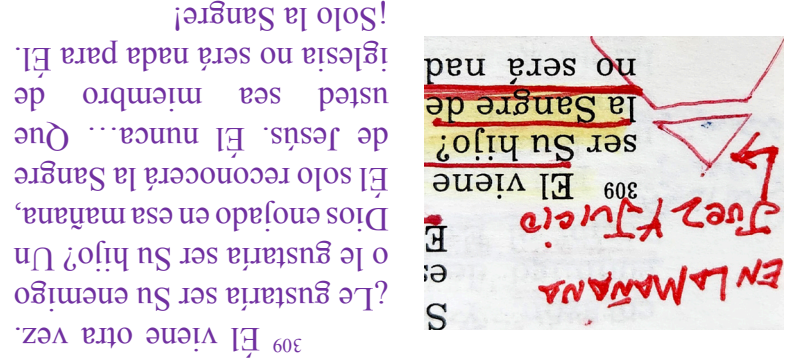 EN LA MAÑANA
JUEZ Y JUICIO
S
es
E
309 Él viene
ser Su hijo?
la Sangre de
no será nad
309 Él viene otra vez.
¿Le gustaría ser Su enemigo
o le gustaría ser Su hijo? Un
Dios enojado en esa mañana,
Él solo reconocerá la Sangre
de Jesús. Él nunca… Que
usted sea miembro de
iglesia no será nada para Él.
¡Solo la Sangre!